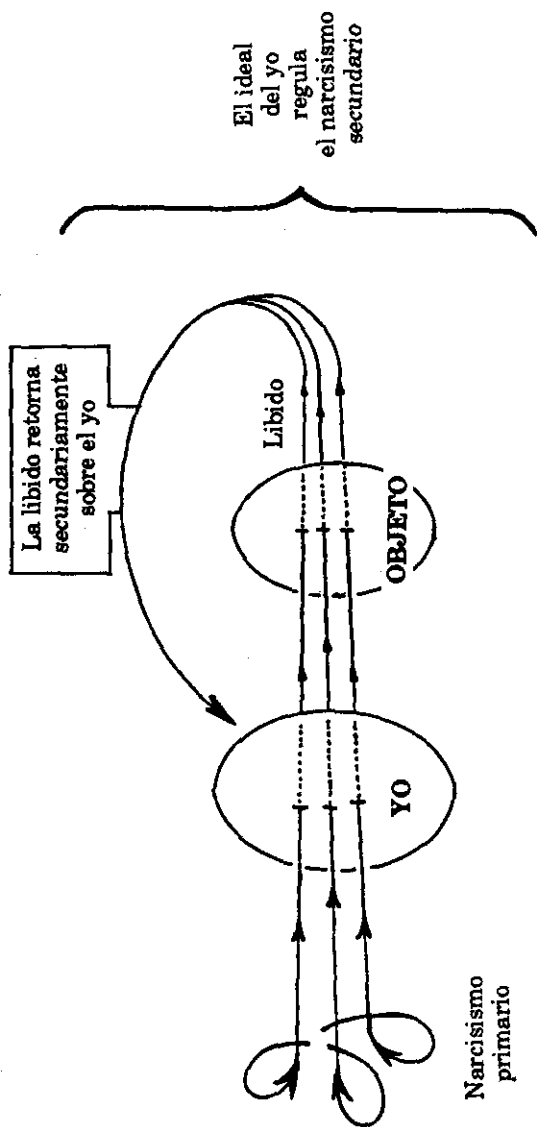 La libido retorna
secundariamente
sobre el yo
El ideal
del yo
regula
el narcisismo
secundario
Libido
OBJETO
YO
Narcisismo
primario